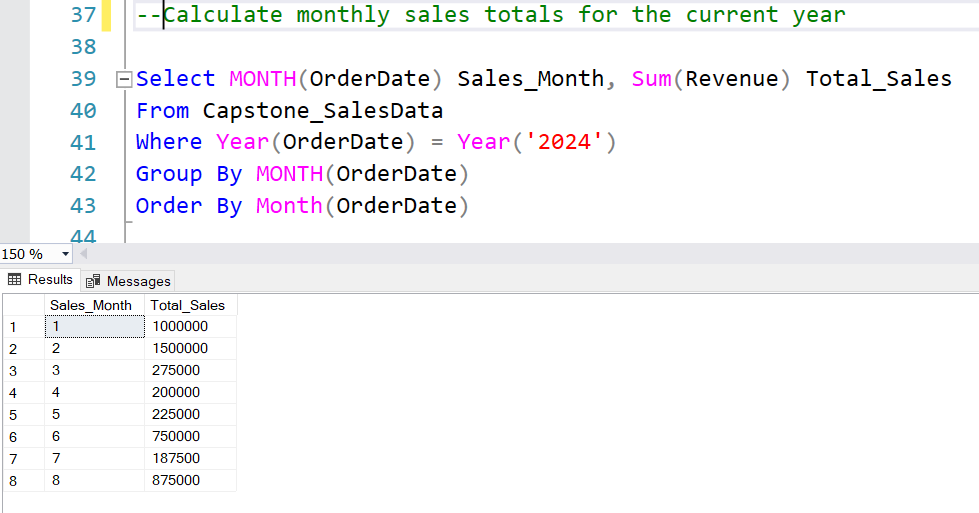 37 --Calculate monthly sales totals for the current year
38
39 Select MONTH(OrderDate) Sales_Month, Sum(Revenue) Total_Sales
40 From Capstone_SalesData
41 Where Year(OrderDate) = Year('2024')
42 Group By MONTH(OrderDate)
43 Order By Month(OrderDate)
44
150 %
Results Messages
Sales_Month Total_Sales
1 1 1000000
2 2 1500000
3 3 275000
4 4 200000
5 5 225000
6 6 750000
7 7 187500
8 8 875000